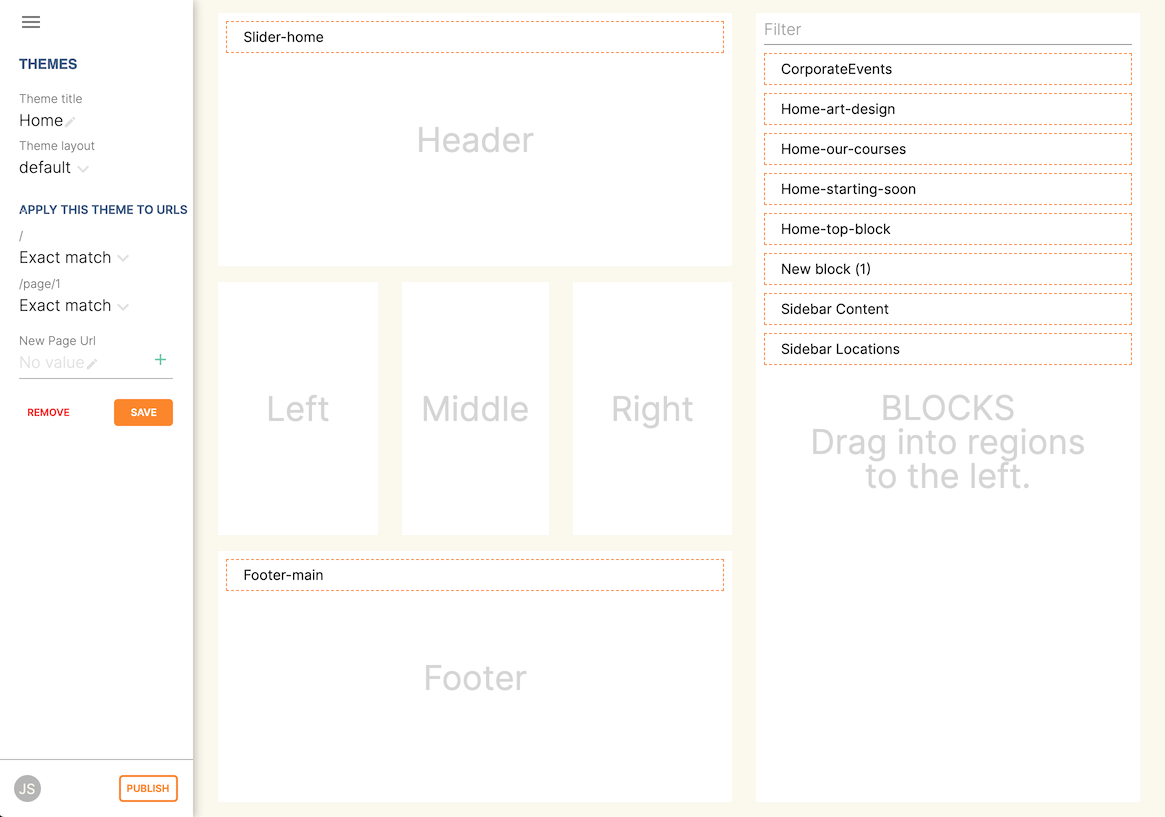 THEMES
Theme title
Home
Theme layout
default
APPLY THIS THEME TO URLS
/
Exact match
/page/1
Exact match
New Page Url
No value
+
REMOVE
SAVE
JS
PUBLISH
Slider-home
Header
Left
Middle
Right
Footer-main
Footer
Filter
CorporateEvents
Home-art-design
Home-our-courses
Home-starting-soon
Home-top-block
New block (1)
Sidebar Content
Sidebar Locations
BLOCKS
Drag into regions
to the left.